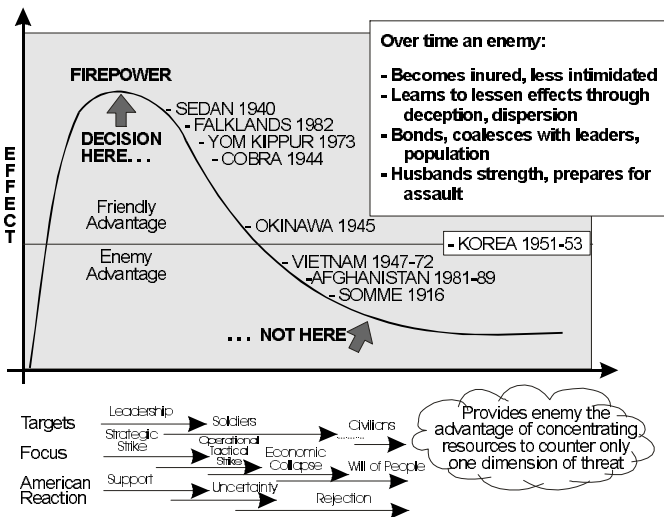 Over time an enemy:
- Becomes inured, less intimidated
- Learns to lessen effects through
deception, dispersion
- Bonds, coalesces with leaders,
population
- Husbands strength, prepares for
assault
FIREPOWER
DECISION
HERE...
- SEDAN 1940
- FALKLANDS 1982
- YOM KIPPUR 1973
- COBRA 1944
EFFECT
Friendly
Advantage
- OKINAWA 1945
- KOREA 1951-53
Enemy
Advantage
- VIETNAM 1947-72
- AFGHANISTAN 1981-89
- SOMME 1916
... NOT HERE
Targets
Leadership
Soldiers
Civilians
Focus
Strategic
Strike
Operational
Tactical
Strike
Economic
Collapse
Will of People
American
Reaction
Support
Uncertainty
Rejection
Provides enemy the
advantage of concentrating
resources to counter only
one dimension of threat